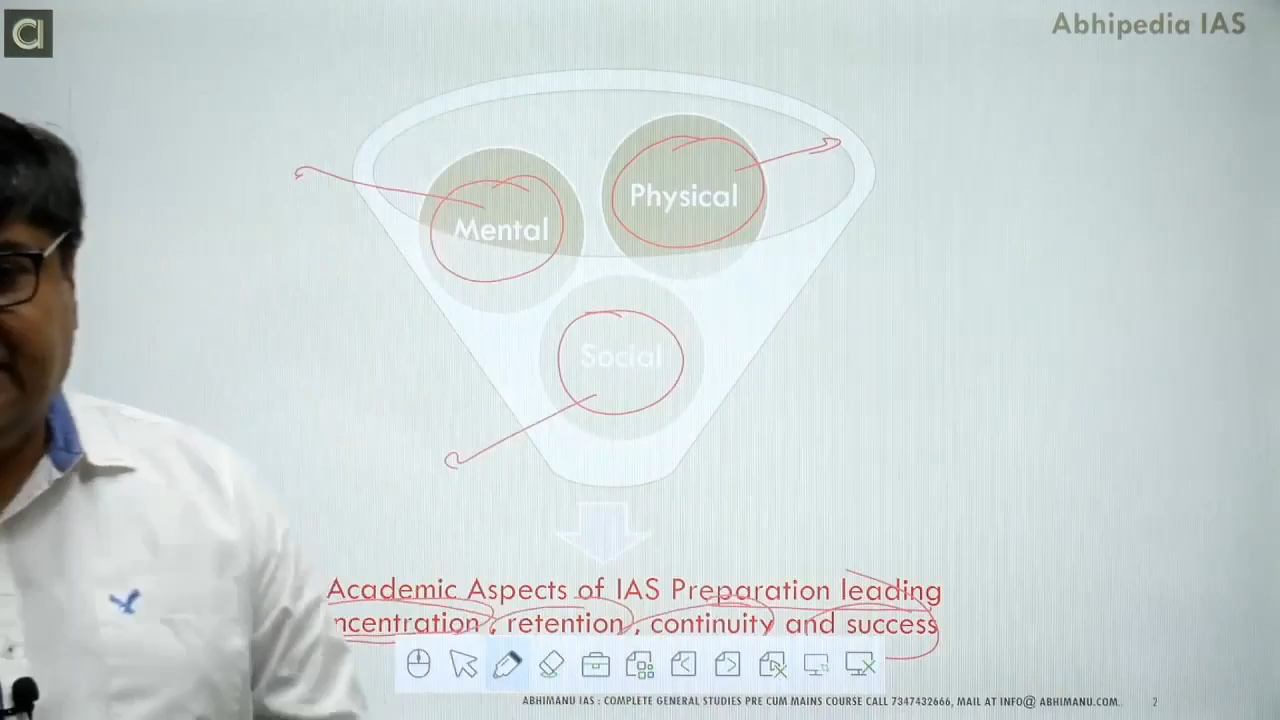 Abhipedia IAS
Physical
Mental
Social
Academic Aspects of IAS Preparation leading
ncentration , retention , continuity and success
ABHIMANU IAS : COMPLETE GENERAL STUDIES PRE CUM MAINS COURSE CALL 7347432666, MAIL AT INFO@ ABHIMANU.COM.
2